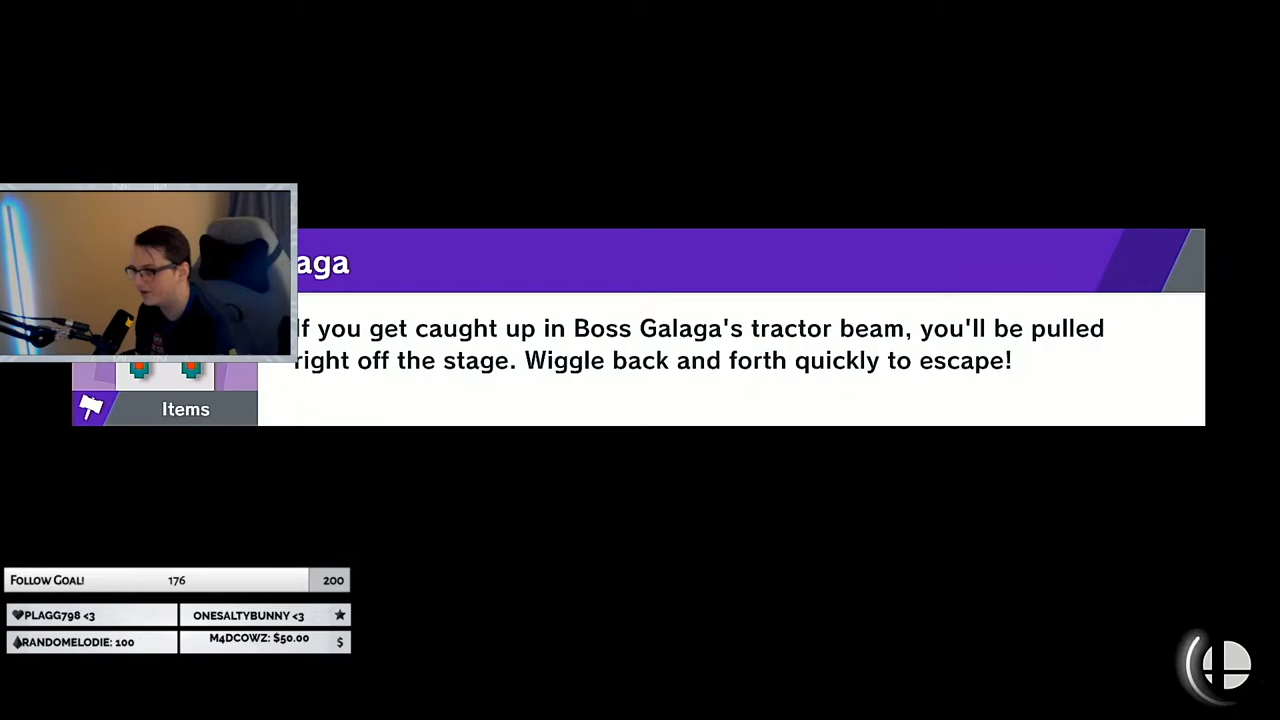 aga
If you get caught up in Boss Galaga's tractor beam, you'll be pulled
right off the stage. Wiggle back and forth quickly to escape!
Items
FOLLOW GOAL! 176 200
PLAGG798 <3 ONESALTYBUNNY <3
RANDOMELODIE: 100 M4DCOWZ: $50.00 $